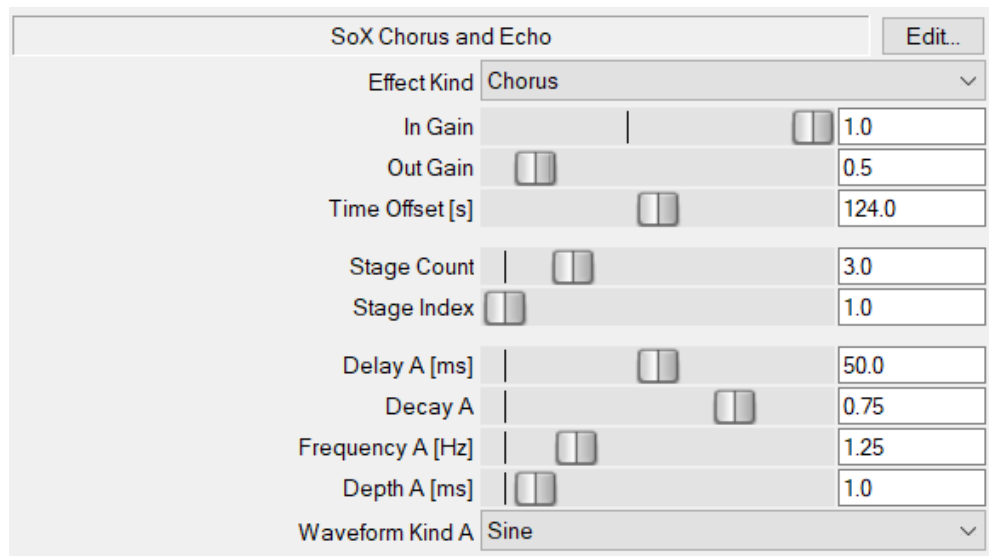 SoX Chorus and Echo Edit...
Effect Kind Chorus
In Gain 1.0
Out Gain 0.5
Time Offset [s] 124.0
Stage Count 3.0
Stage Index 1.0
Delay A [ms] 50.0
Decay A 0.75
Frequency A [Hz] 1.25
Depth A [ms] 1.0
Waveform Kind A Sine